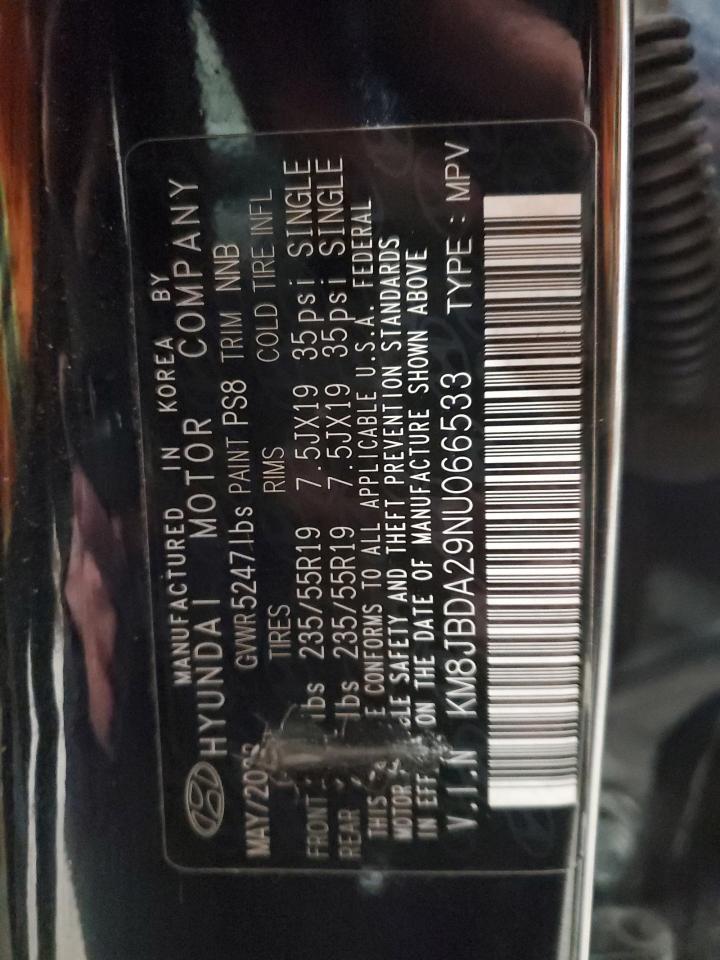 MANUFACTURED IN KOREA BY
HYUNDAI MOTOR COMPANY
MAY/2022 GVWR5247lbs PAINT PS8 TRIM NNB
TIRES RIMS COLD TIRE INFL
FRONT lbs 235/55R19 7.5JX19 35psi SINGLE
REAR lbs 235/55R19 7.5JX19 35psi SINGLE
THIS CONFORMS TO ALL APPLICABLE U.S.A. FEDERAL
MOTOR SAFETY AND THEFT PREVENTION STANDARDS
IN ON THE DATE OF MANUFACTURE SHOWN ABOVE
V.I.N KM8JBDA29NU066533 TYPE : MPV